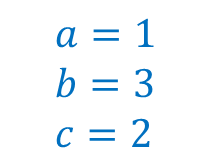 a = 1
b = 3
c = 2